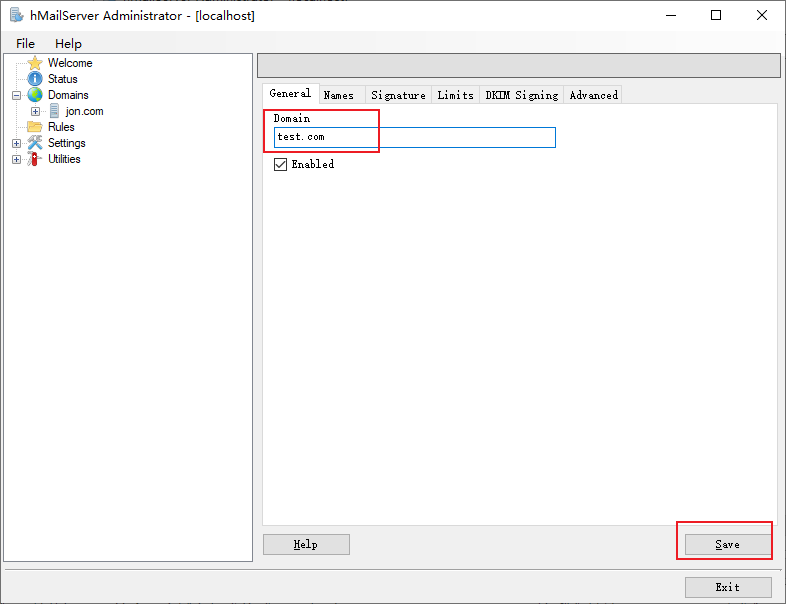 hMailServer Administrator - [localhost]
File Help
Welcome
Status
Domains
jon.com
Rules
Settings
Utilities
General Names Signature Limits DKIM Signing Advanced
Domain
test.com
Enabled
Help
Save
Exit